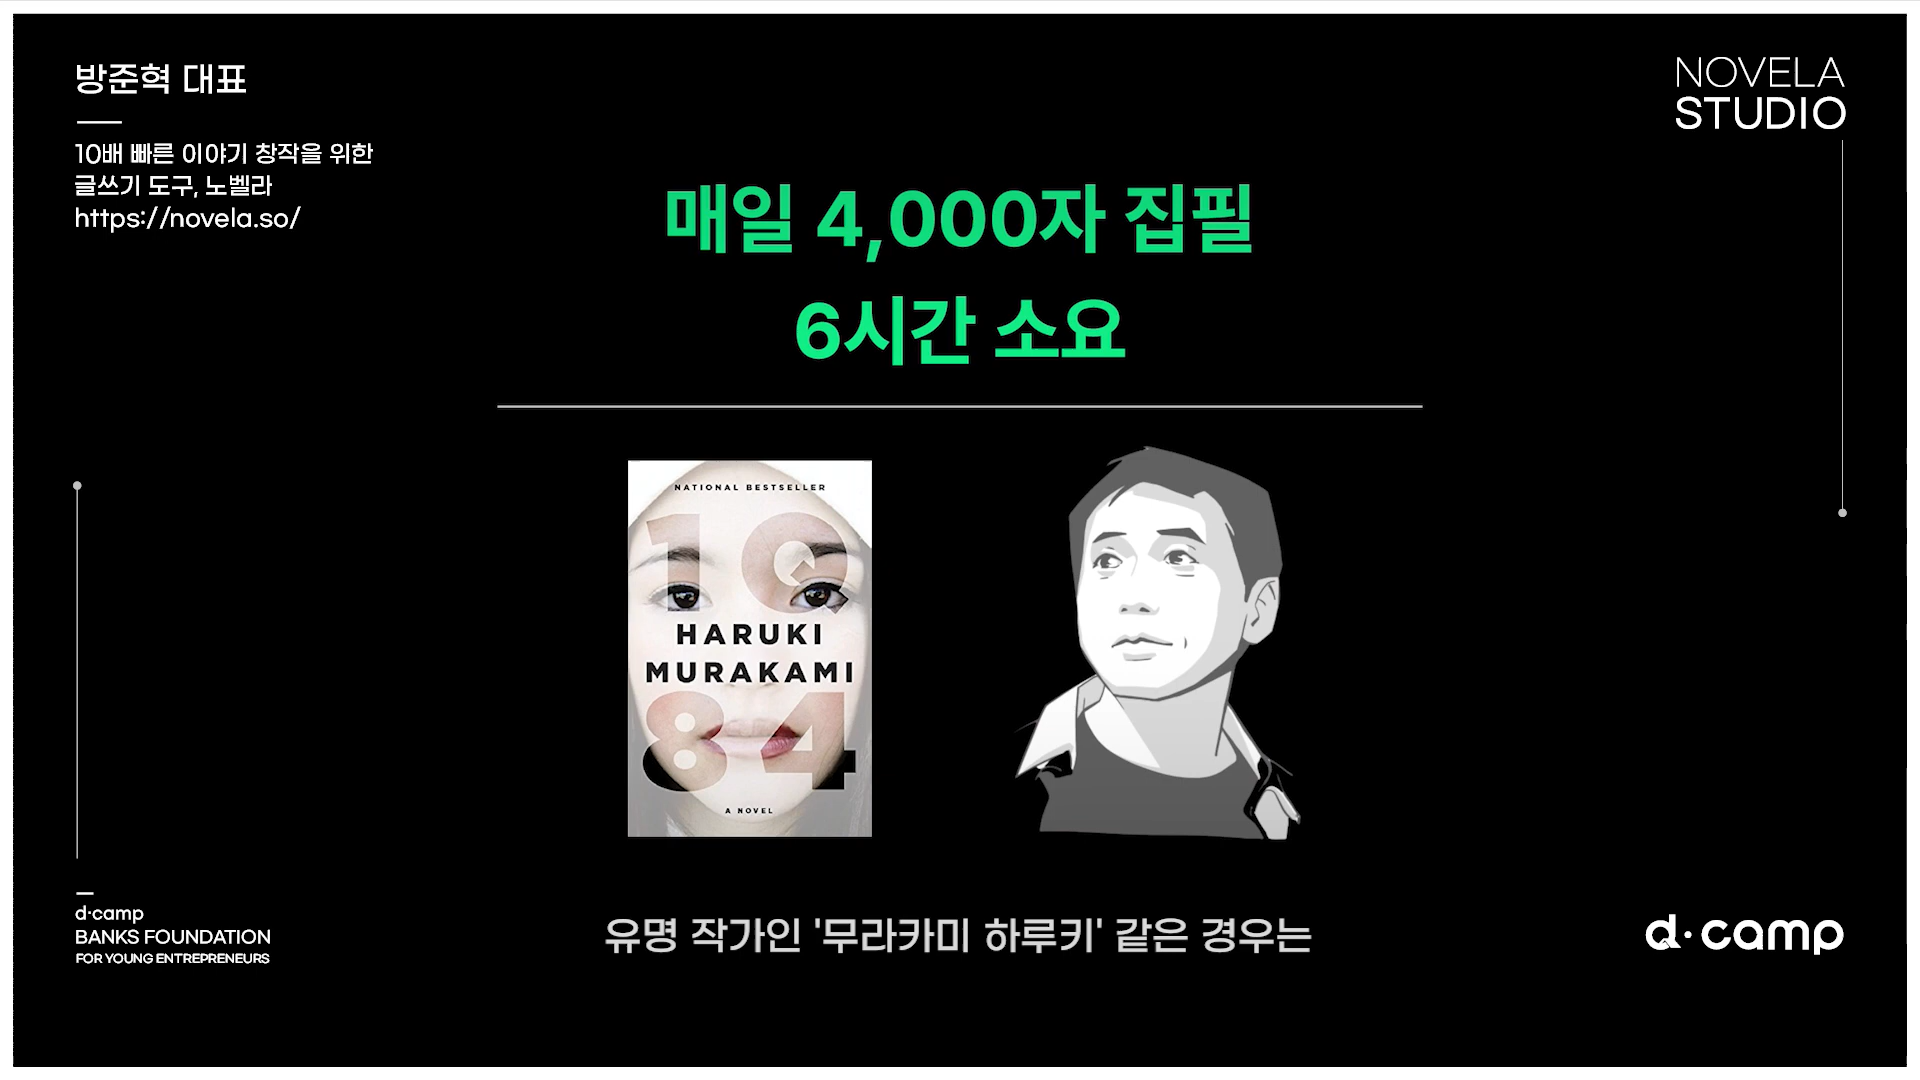 방준혁 대표
10배 빠른 이야기 창작을 위한
글쓰기 도구, 노벨라
https://novela.so/
NOVELA
STUDIO
매일 4,000자 집필
6시간 소요
NATIONAL BESTSELLER
1Q
HARUKI
MURAKAMI
84
A NOVEL
유명 작가인 '무라카미 하루키' 같은 경우는
d·camp
BANKS FOUNDATION
FOR YOUNG ENTREPRENEURS
d·camp